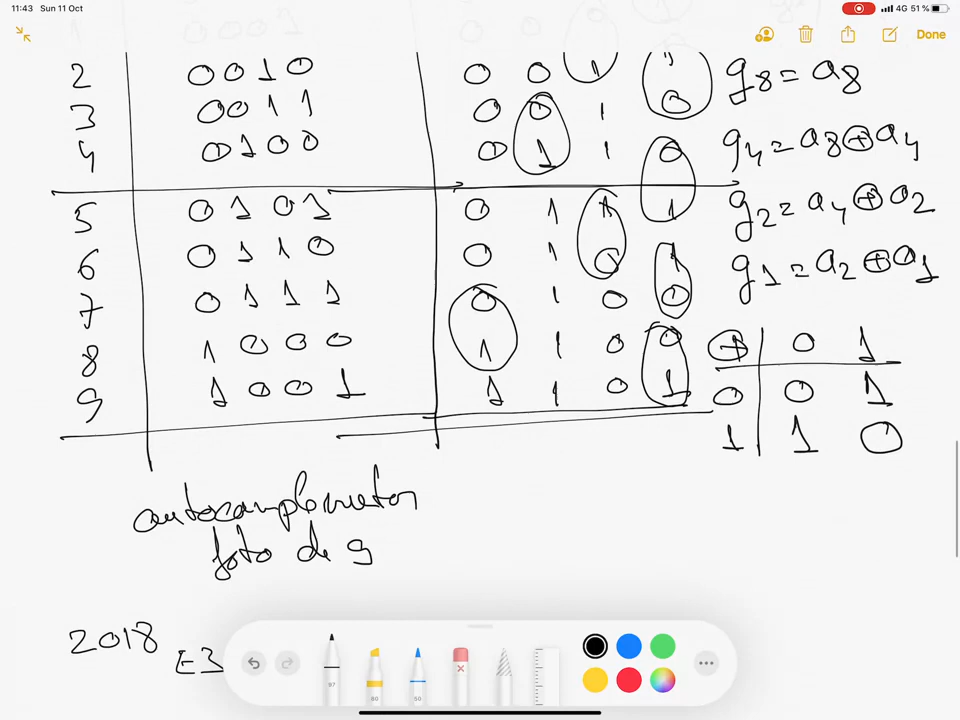 11:43 Sun 11 Oct 4G 51 %
Done
2 0010 0 0 1 1 g8 = a8
3 0011 0 0 1 0
4 0100 0 1 1 0 g4 = a8 ⊕ a4
5 0101 0 1 1 1 g2 = a4 ⊕ a2
6 0110 0 1 0 1 g1 = a2 ⊕ a1
7 0111 0 1 0 0
8 1000 1 1 0 0 ⊕ 0 1
9 1001 1 1 0 1 0 0 1
1 1 0
autocomplementar
foto de 9
2018 E3
97 80 50